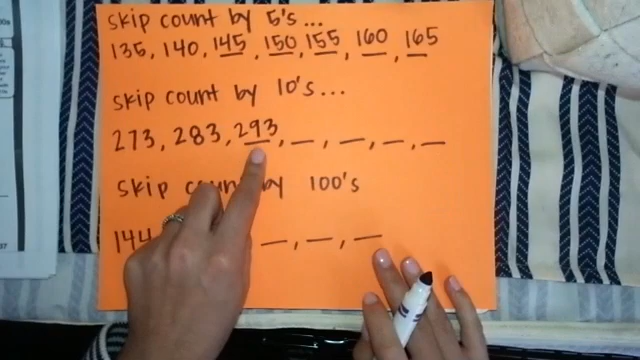 skip count by 5's...
135, 140, 145, 150, 155, 160, 165
skip count by 10's...
273, 283, 293, __, __, __, __
skip count by 100's
144 __, __, __